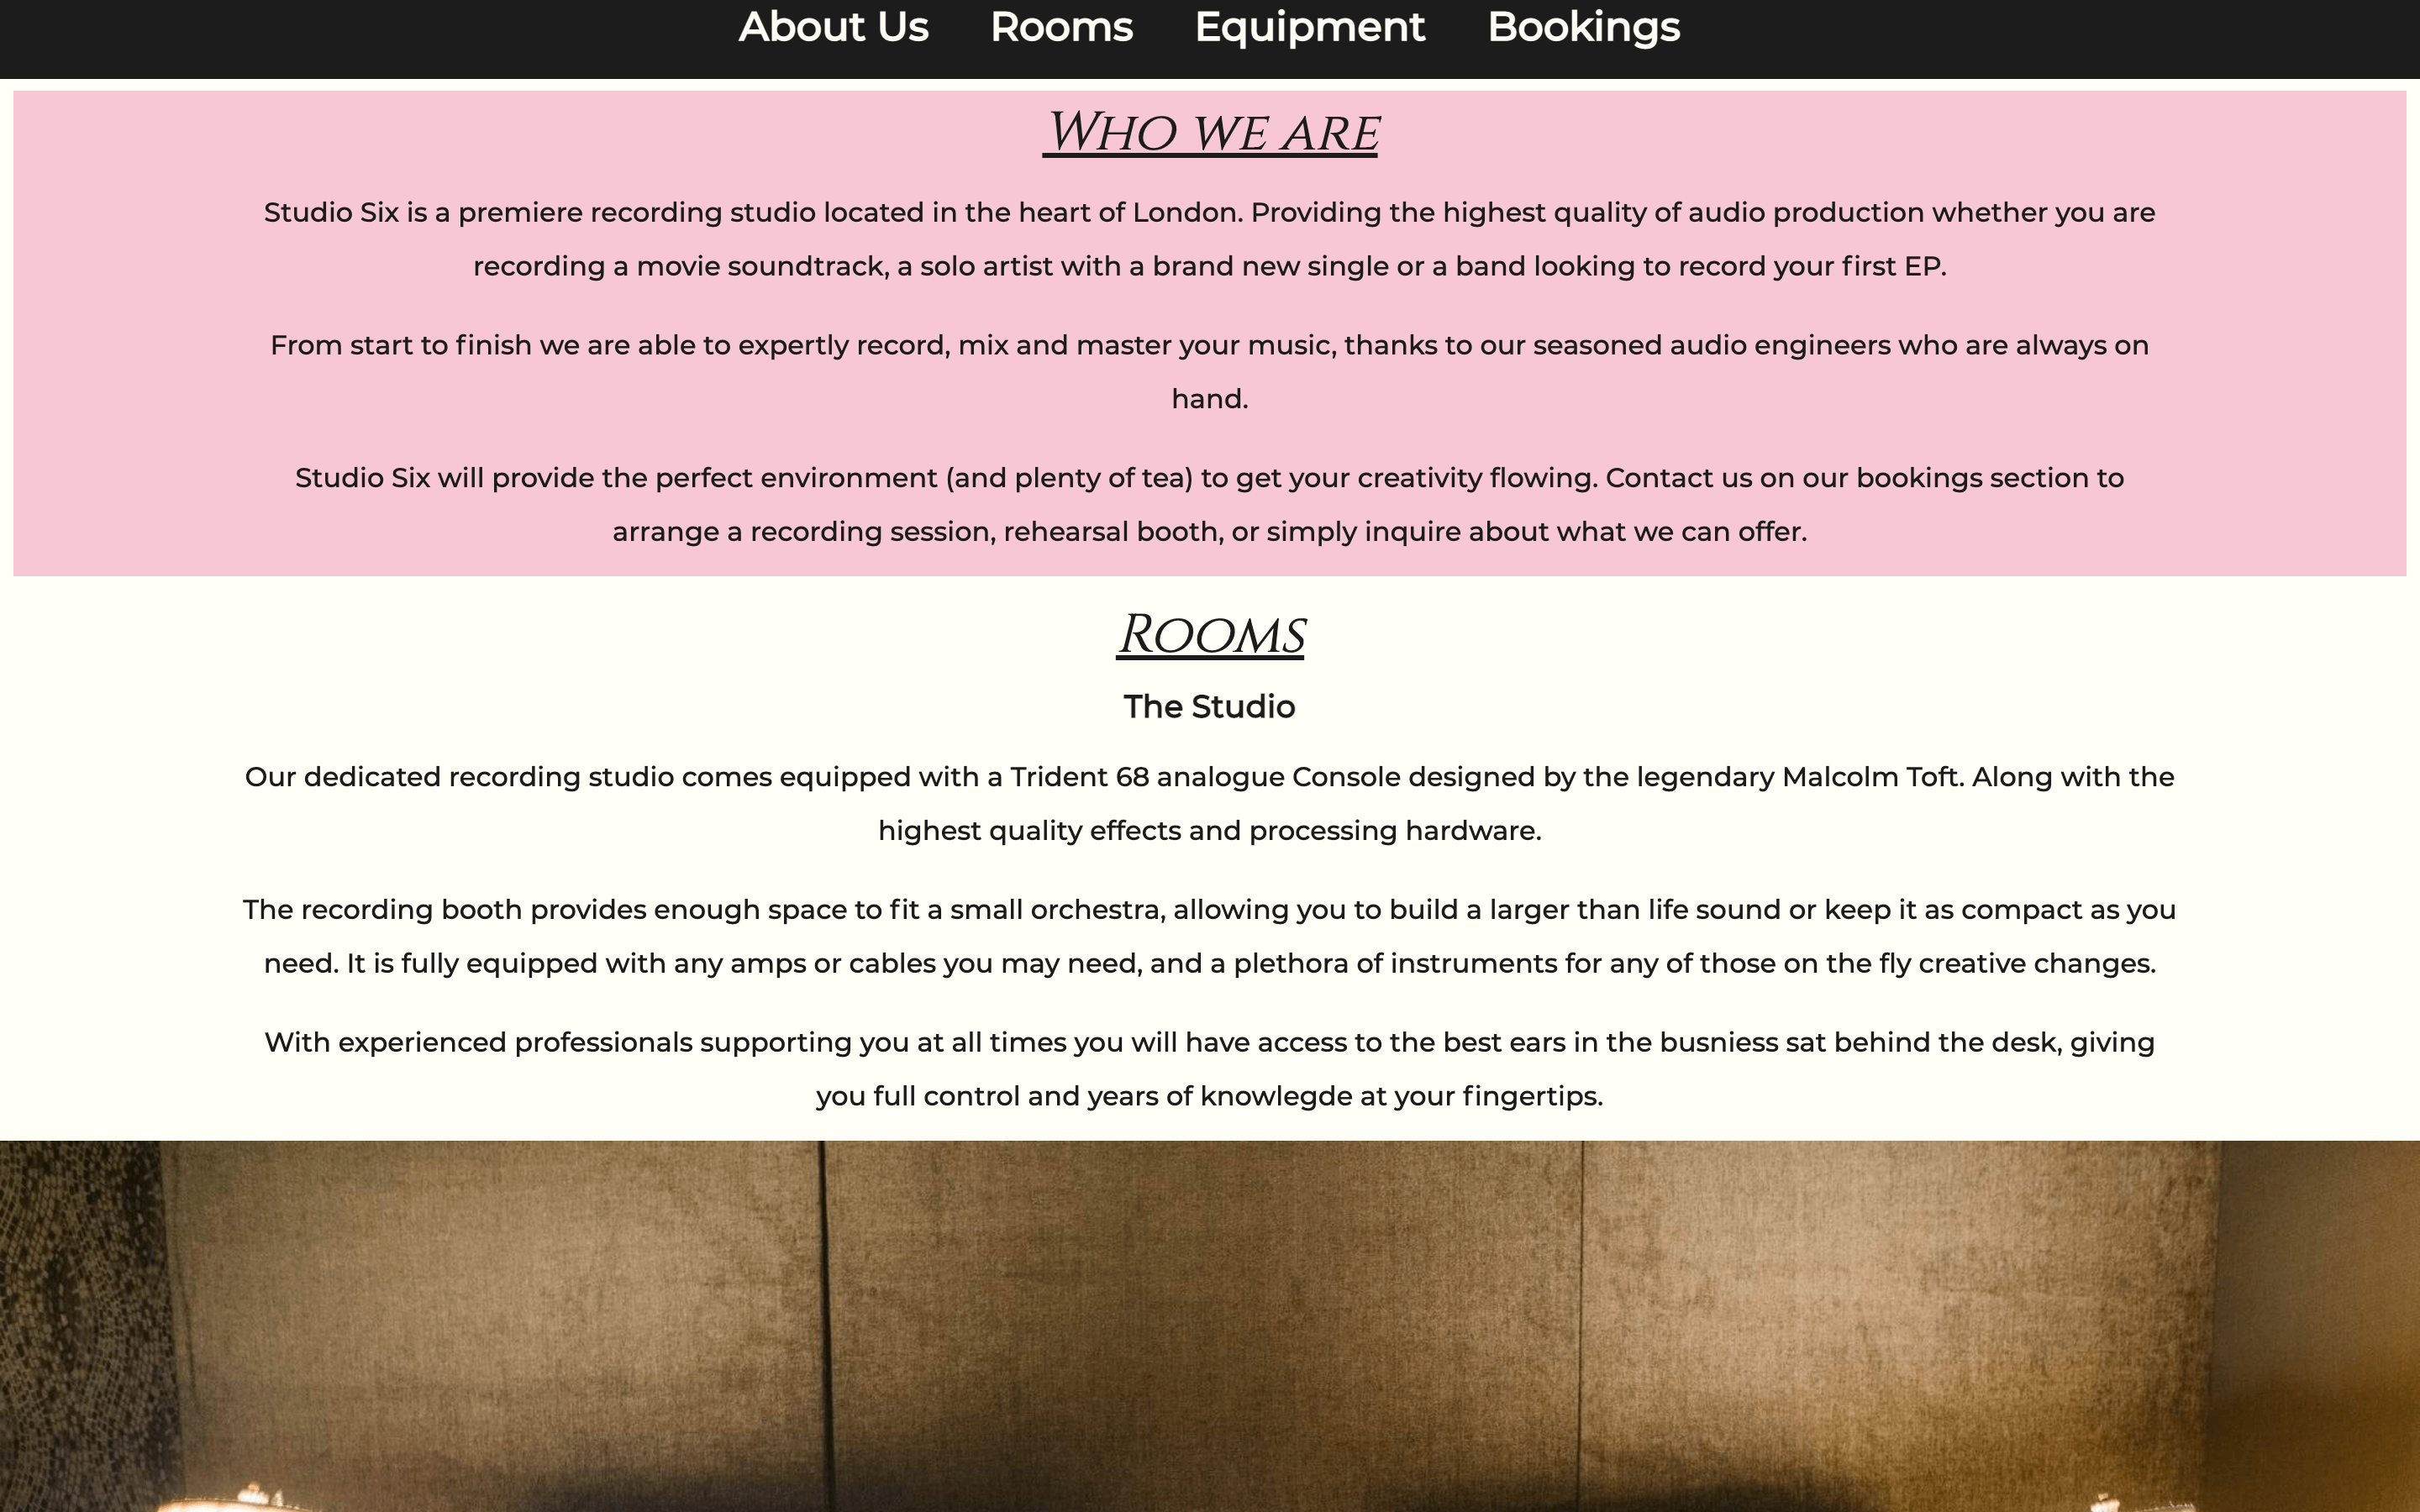 About Us Rooms Equipment Bookings
Who we are
Studio Six is a premiere recording studio located in the heart of London. Providing the highest quality of audio production whether you are
recording a movie soundtrack, a solo artist with a brand new single or a band looking to record your first EP.
From start to finish we are able to expertly record, mix and master your music, thanks to our seasoned audio engineers who are always on
hand.
Studio Six will provide the perfect environment (and plenty of tea) to get your creativity flowing. Contact us on our bookings section to
arrange a recording session, rehearsal booth, or simply inquire about what we can offer.
Rooms
The Studio
Our dedicated recording studio comes equipped with a Trident 68 analogue Console designed by the legendary Malcolm Toft. Along with the
highest quality effects and processing hardware.
The recording booth provides enough space to fit a small orchestra, allowing you to build a larger than life sound or keep it as compact as you
need. It is fully equipped with any amps or cables you may need, and a plethora of instruments for any of those on the fly creative changes.
With experienced professionals supporting you at all times you will have access to the best ears in the busniess sat behind the desk, giving
you full control and years of knowlegde at your fingertips.